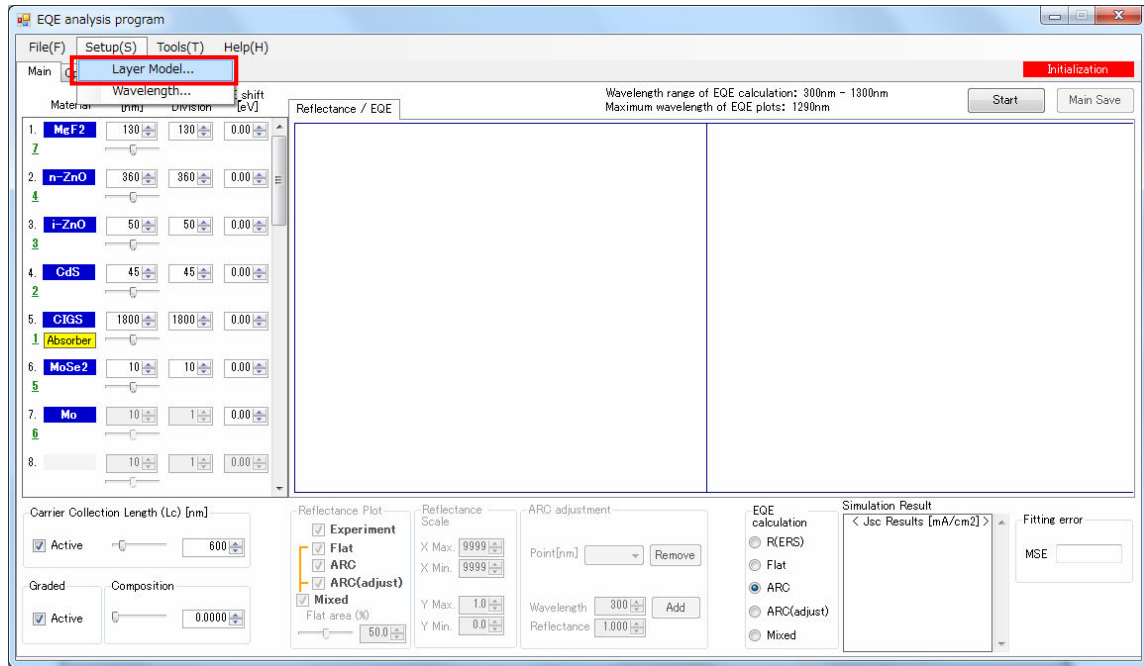 EQE analysis program
File(F) Setup(S) Tools(T) Help(H)
Layer Model...
Wavelength...
Main
Initialization
Material [nm] Division shift [eV]
Reflectance / EQE
Wavelength range of EQE calculation: 300nm - 1300nm
Maximum wavelength of EQE plots: 1290nm
Start Main Save
1. MgF2 130 130 0.00
7
2. n-ZnO 360 360 0.00
4
3. i-ZnO 50 50 0.00
3
4. CdS 45 45 0.00
2
5. CIGS 1800 1800 0.00
1 Absorber
6. MoSe2 10 10 0.00
5
7. Mo 10 1 0.00
6
8. 10 1 0.00
Carrier Collection Length (Lc) [nm]
Active 600
Graded
Active
Composition
0.0000
Reflectance Plot
Experiment
Flat
ARC
ARC(adjust)
Mixed
Flat area (%)
50.0
Reflectance Scale
X Max. 9999
X Min. 9999
Y Max. 1.0
Y Min. 0.0
ARC adjustment
Point[nm] Remove
Wavelength 300 Add
Reflectance 1.000
EQE calculation
R(ERS)
Flat
ARC
ARC(adjust)
Mixed
Simulation Result
< Jsc Results [mA/cm2] >
Fitting error
MSE